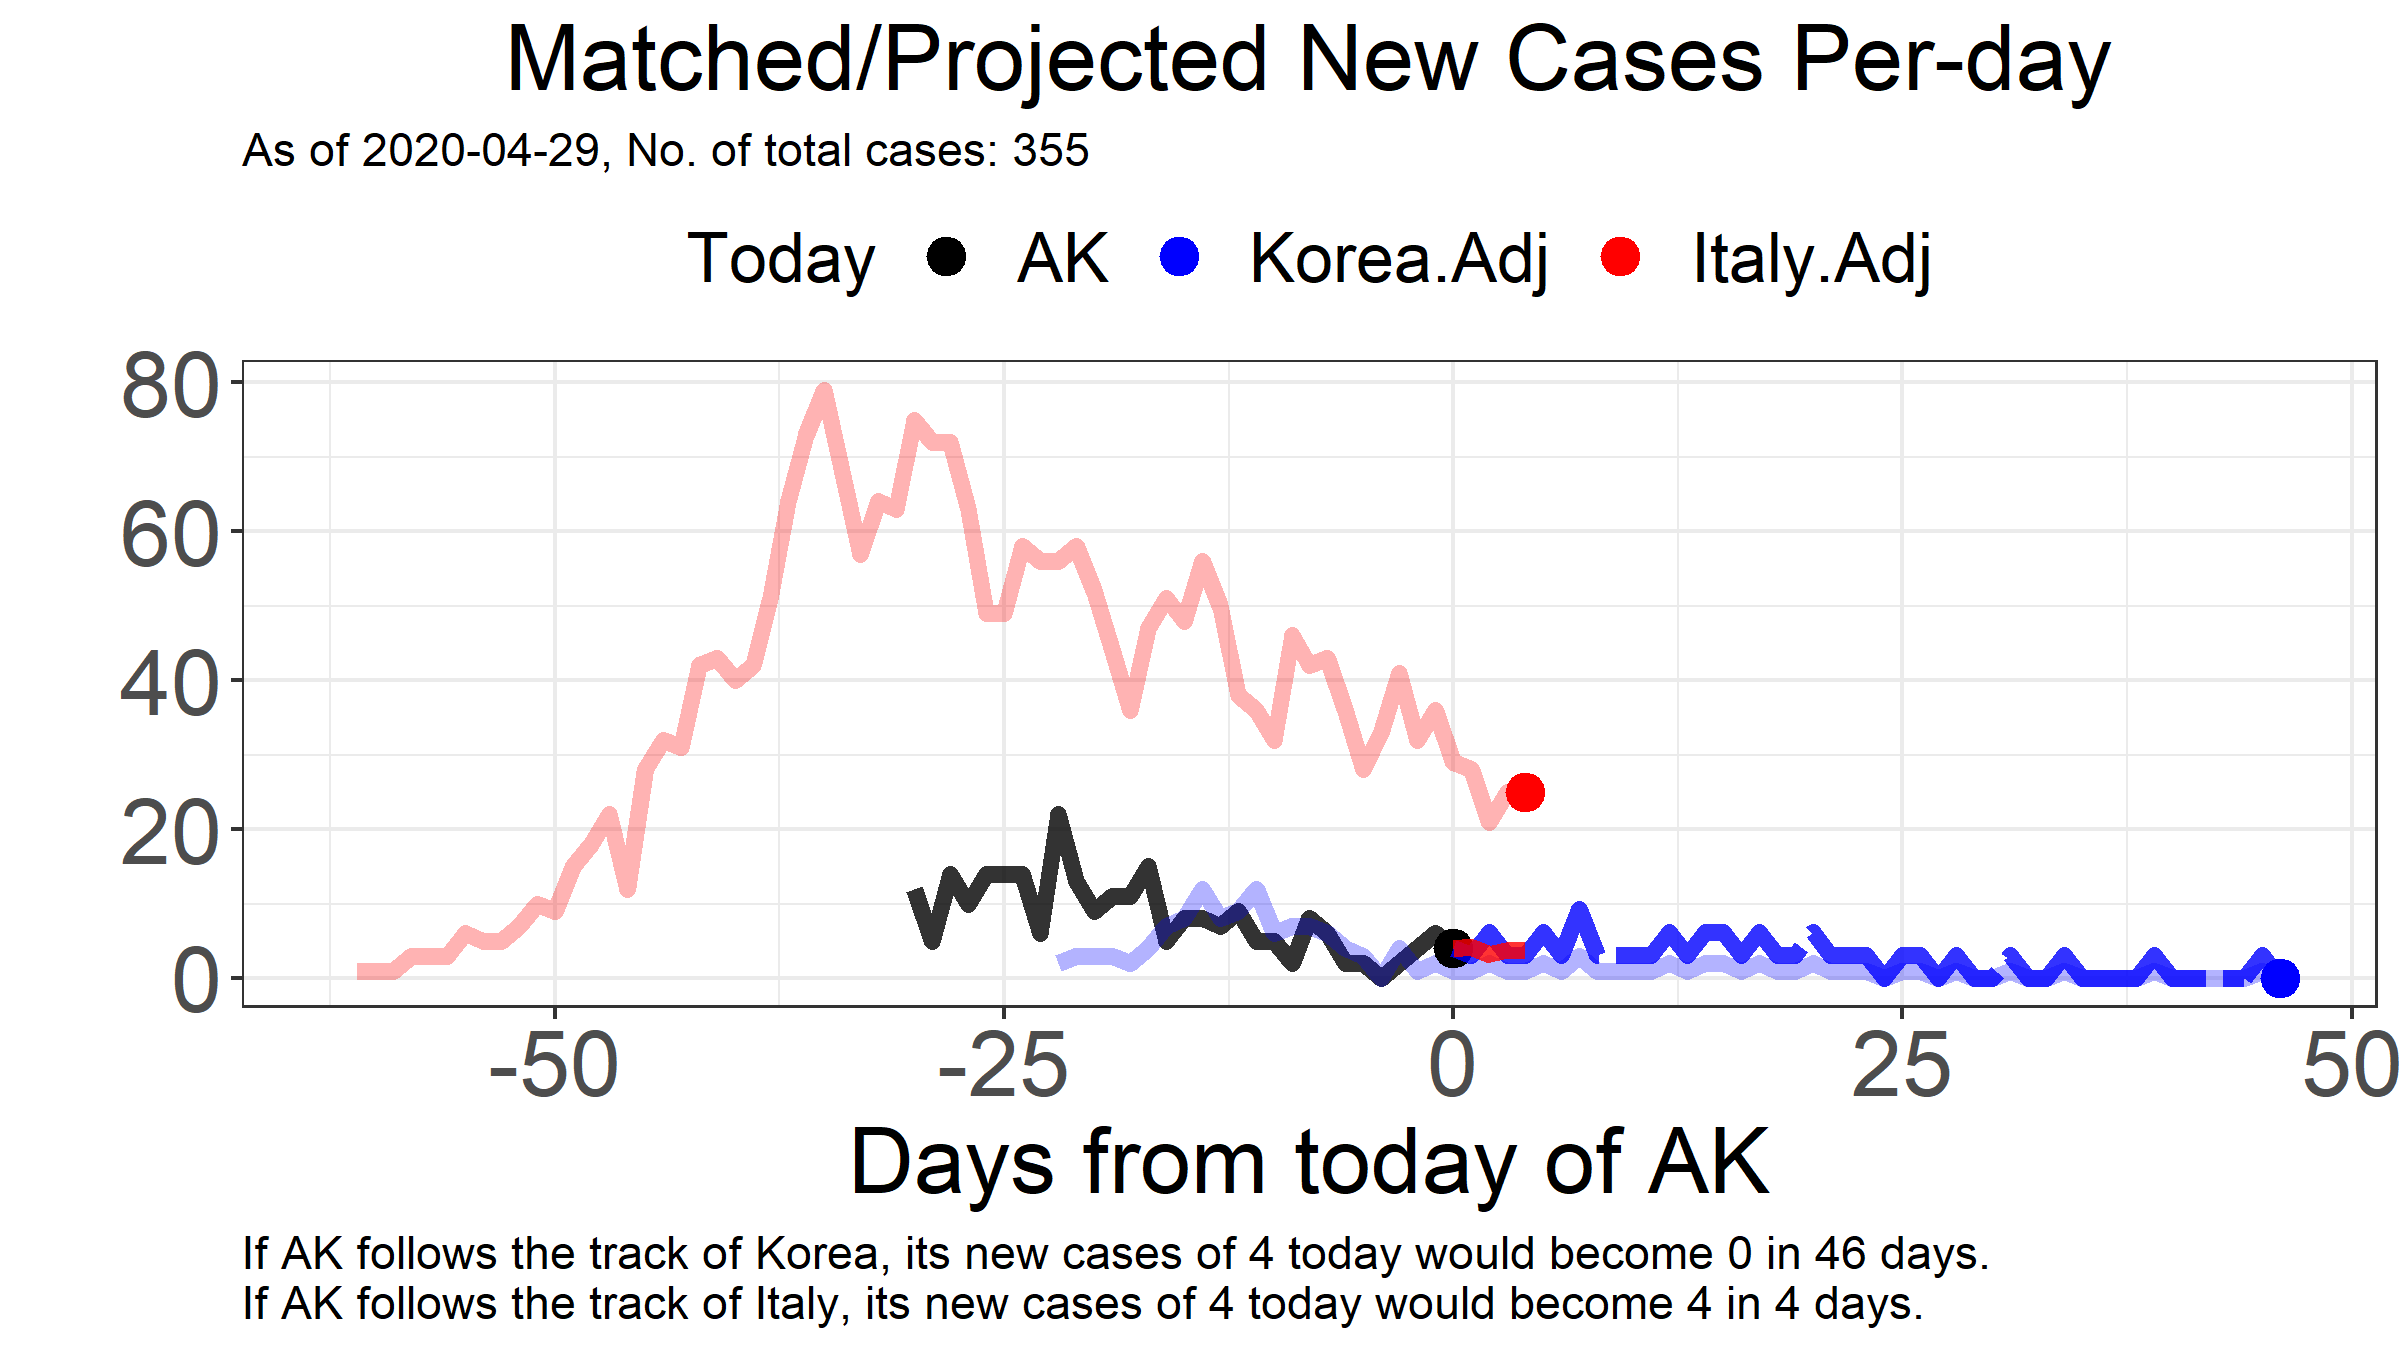 Matched/Projected New Cases Per-day
As of 2020-04-29, No. of total cases: 355
Today AK Korea.Adj Italy.Adj
80
60
40
20
0
-50 -25 0 25 50
Days from today of AK
If AK follows the track of Korea, its new cases of 4 today would become 0 in 46 days.
If AK follows the track of Italy, its new cases of 4 today would become 4 in 4 days.